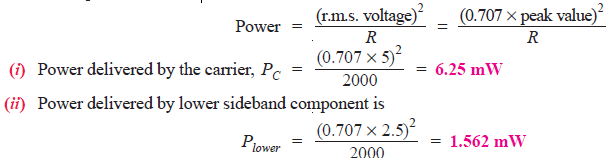 Power = (r.m.s. voltage)² / R = (0.707 × peak value)² / R
(i) Power delivered by the carrier, P_C = (0.707 × 5)² / 2000 = 6.25 mW
(ii) Power delivered by lower sideband component is
P_lower = (0.707 × 2.5)² / 2000 = 1.562 mW